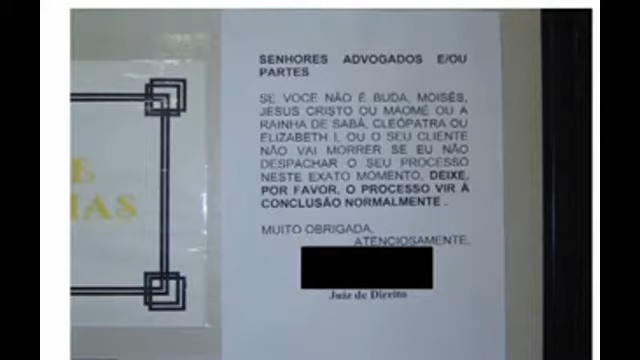 SENHORES ADVOGADOS E/OU
PARTES
SE VOCE NÃO É BUDA, MOISÉS,
JESUS CRISTO OU MAOMÉ OU A
RAINHA DE SABÁ, CLEÓPATRA OU
ELIZABETH I, OU O SEU CLIENTE
NÃO VAI MORRER SE EU NÃO
DESPACHAR O SEU PROCESSO
NESTE EXATO MOMENTO, DEIXE,
POR FAVOR, O PROCESSO VIR À
CONCLUSÃO NORMALMENTE .
MUITO OBRIGADA,
ATENCIOSAMENTE,
Juiz de Direito